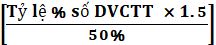 Tỷ lệ % số DVCTT × 1.5
50%